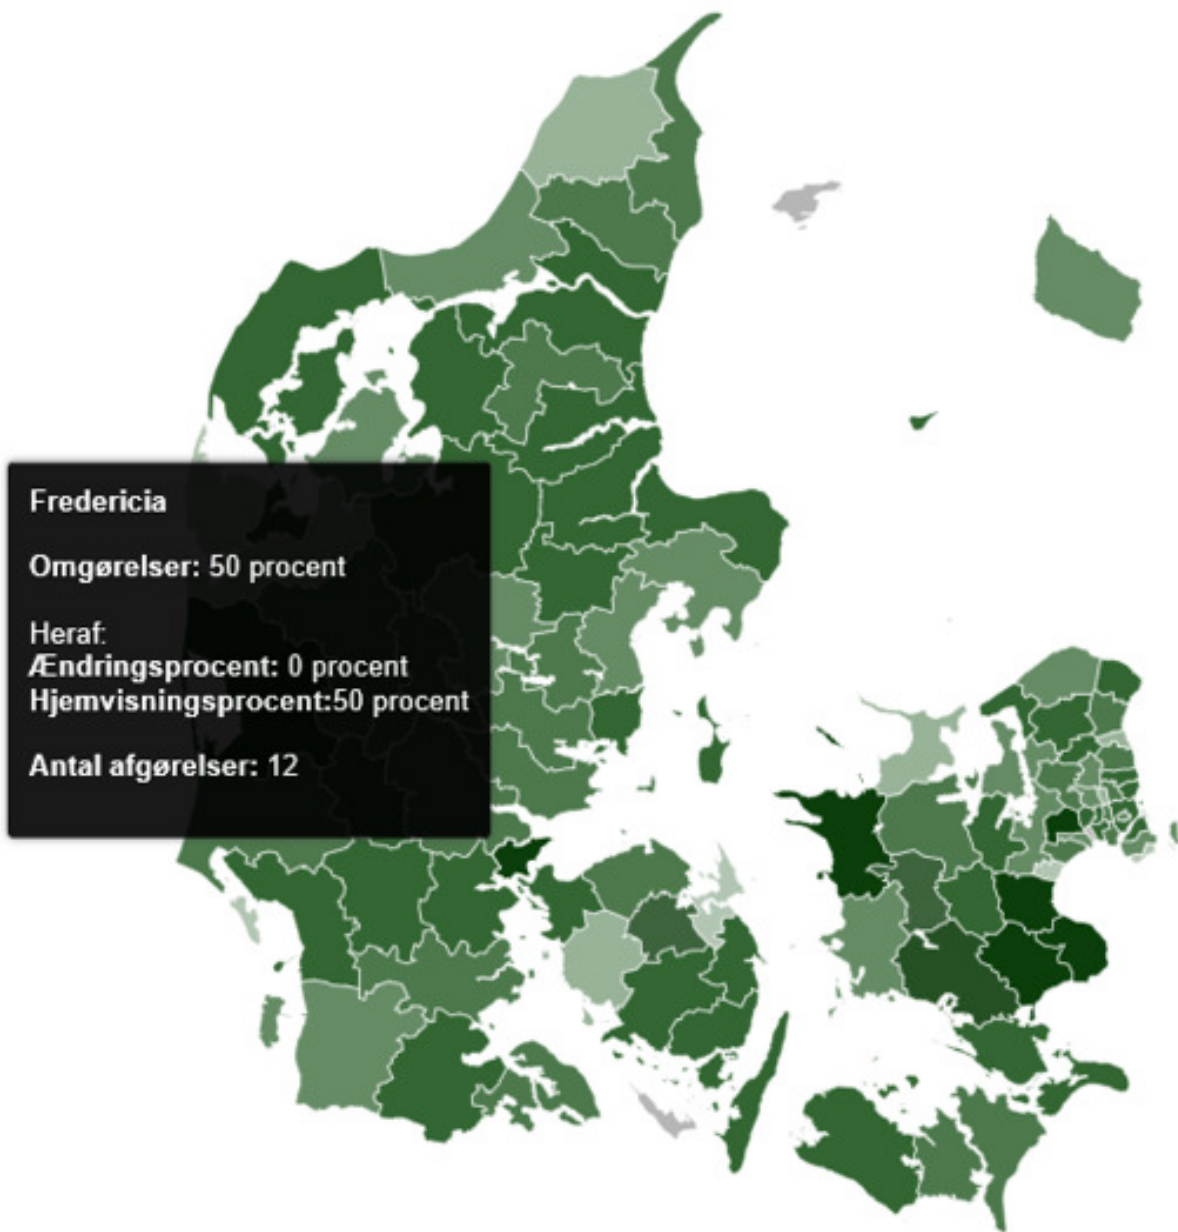 Fredericia
Omgørelser: 50 procent
Heraf:
Ændringsprocent: 0 procent
Hjemvisningsprocent:50 procent
Antal afgørelser: 12